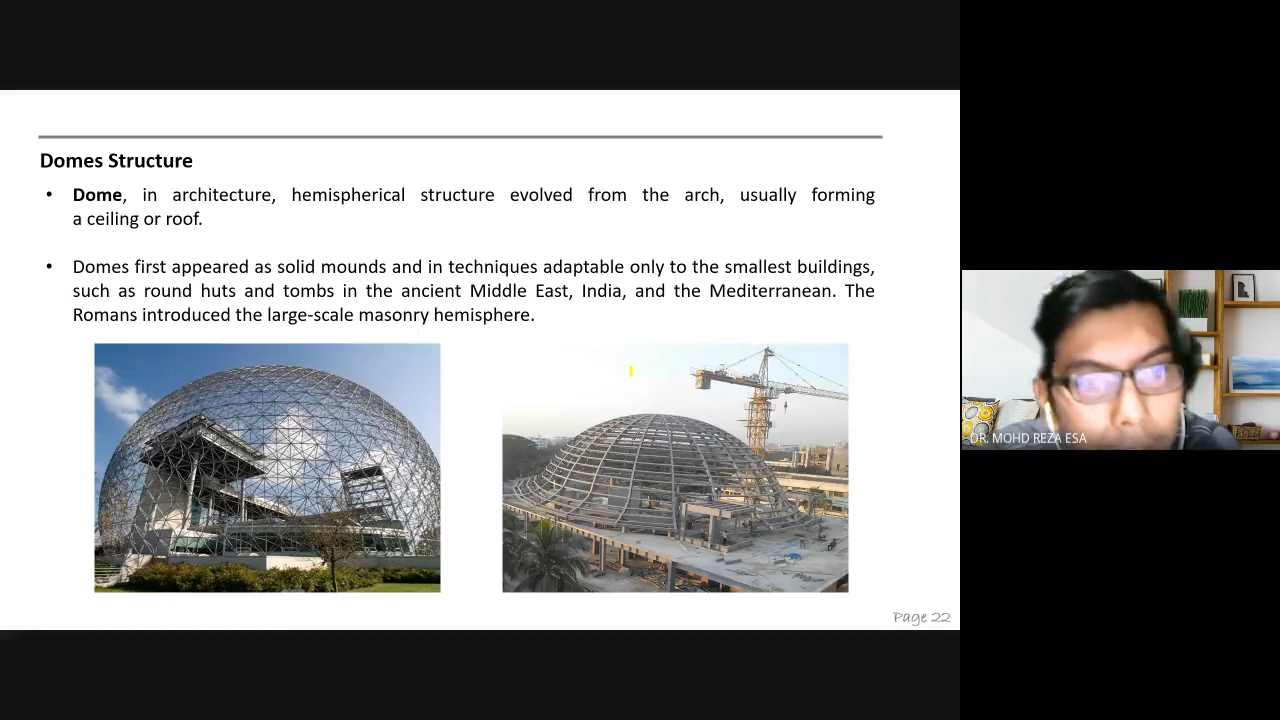 Domes Structure
• Dome, in architecture, hemispherical structure evolved from the arch, usually forming
a ceiling or roof.
• Domes first appeared as solid mounds and in techniques adaptable only to the smallest buildings,
such as round huts and tombs in the ancient Middle East, India, and the Mediterranean. The
Romans introduced the large-scale masonry hemisphere.
Page 22
DR. MOHD REZA ESA